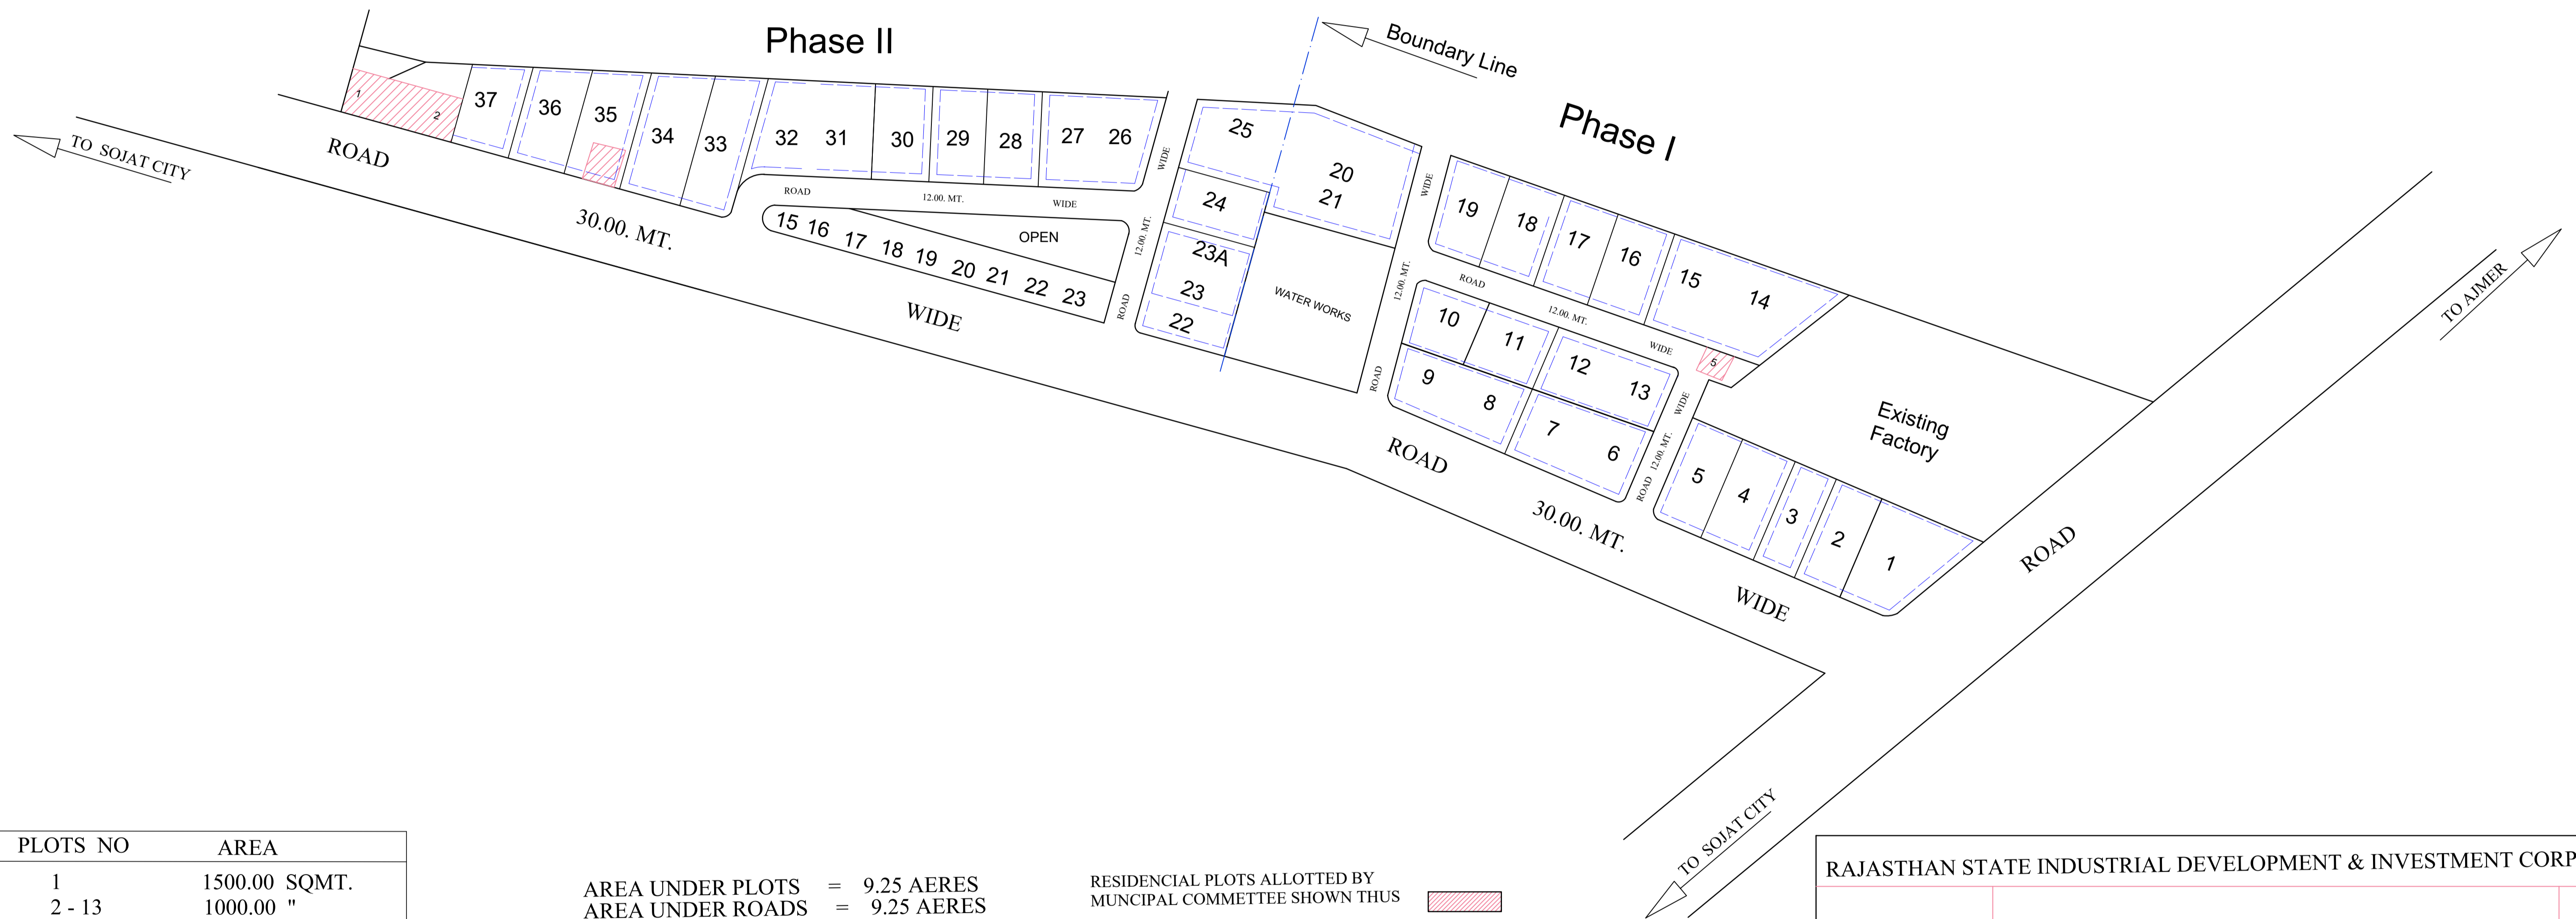 Phase II
Boundary Line
Phase I
TO SOJAT CITY
ROAD
30.00. MT.
WIDE
ROAD
30.00. MT.
WIDE
1
2
37
36
35
34
33
32
31
30
29
28
27
26
ROAD
12.00. MT.
WIDE
OPEN
15 16 17 18 19 20 21 22 23
WIDE
12.00. MT.
ROAD
25
24
23A
23
22
20
21
WATER WORKS
WIDE
12.00. MT.
ROAD
19
18
17
16
15
14
ROAD
12.00. MT.
WIDE
5
10
11
12
13
9
8
7
6
WIDE
12.00. MT.
ROAD
5
4
3
2
1
Existing
Factory
TO AJMER
ROAD
TO SOJAT CITY
PLOTS NO AREA
1 1500.00 SQMT.
2 - 13 1000.00 "
AREA UNDER PLOTS = 9.25 AERES
AREA UNDER ROADS = 9.25 AERES
RESIDENCIAL PLOTS ALLOTTED BY
MUNCIPAL COMMETTEE SHOWN THUS
RAJASTHAN STATE INDUSTRIAL DEVELOPMENT & INVESTMENT CORP